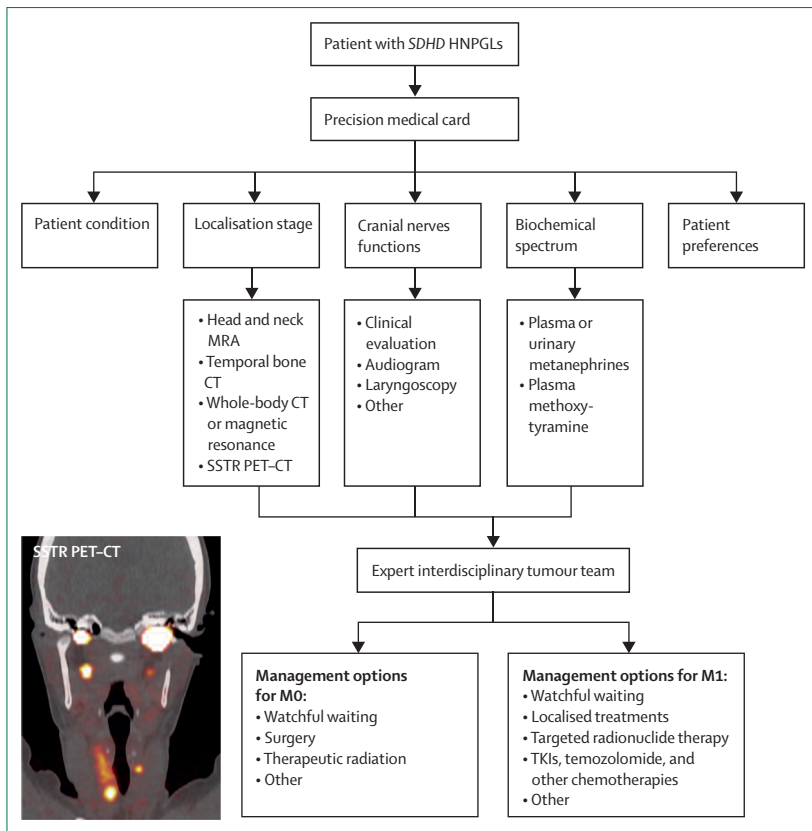 Patient with SDHD HNPGLs
Precision medical card
Patient condition
Localisation stage
Cranial nerves
functions
Biochemical
spectrum
Patient
preferences
• Head and neck
MRA
• Temporal bone
CT
• Whole-body CT
or magnetic
resonance
• SSTR PET–CT
• Clinical
evaluation
• Audiogram
• Laryngoscopy
• Other
• Plasma or
urinary
metanephrines
• Plasma
methoxy-
tyramine
SSTR PET–CT
Expert interdisciplinary tumour team
Management options
for M0:
• Watchful waiting
• Surgery
• Therapeutic radiation
• Other
Management options for M1:
• Watchful waiting
• Localised treatments
• Targeted radionuclide therapy
• TKIs, temozolomide, and
other chemotherapies
• Other